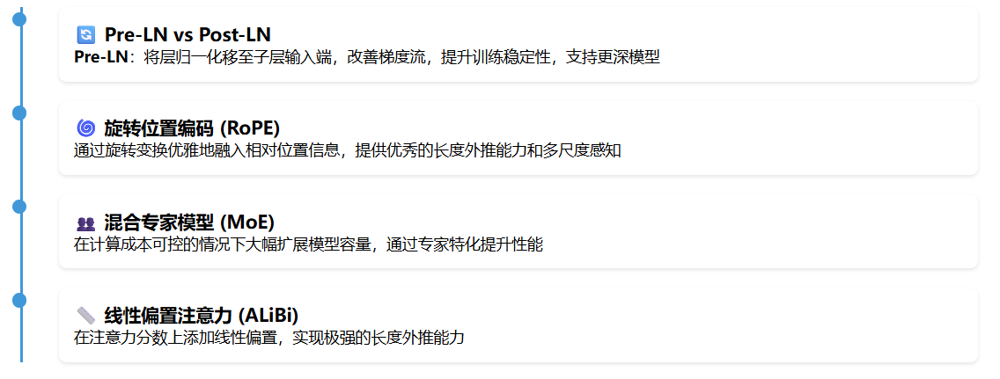 Pre-LN vs Post-LN
Pre-LN：将层归一化移至子层输入端，改善梯度流，提升训练稳定性，支持更深模型
旋转位置编码 (RoPE)
通过旋转变换优雅地融入相对位置信息，提供优秀的长度外推能力和多尺度感知
混合专家模型 (MoE)
在计算成本可控的情况下大幅扩展模型容量，通过专家特化提升性能
线性偏置注意力 (ALiBi)
在注意力分数上添加线性偏置，实现极强的长度外推能力